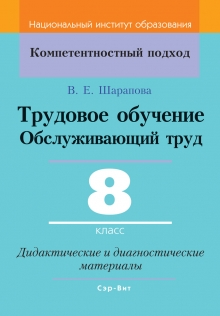 Национальный институт образования
Компетентностный подход
В. Е. Шарапова
Трудовое обучение
Обслуживающий труд
8
класс
Дидактические и диагностические
материалы
Сэр-Вит